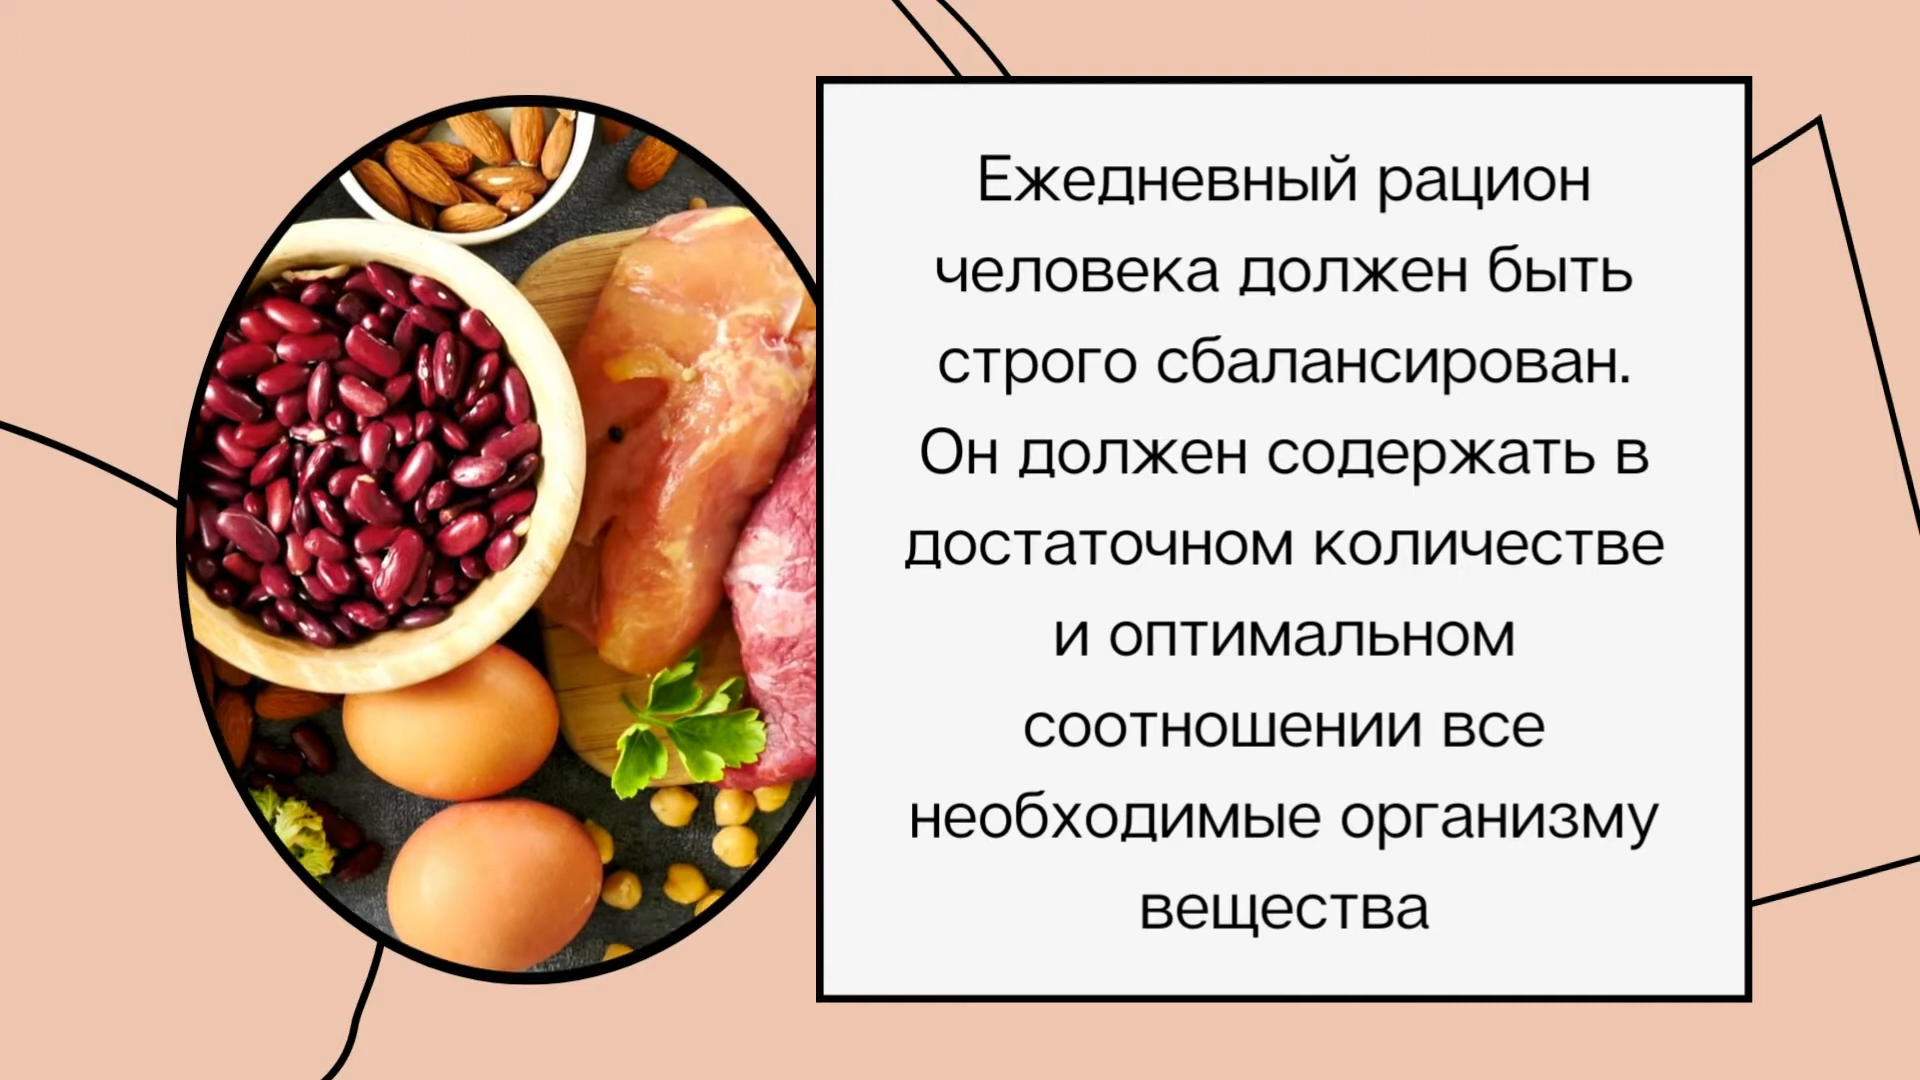 Ежедневный рацион
человека должен быть
строго сбалансирован.
Он должен содержать в
достаточном количестве
и оптимальном
соотношении все
необходимые организму
вещества